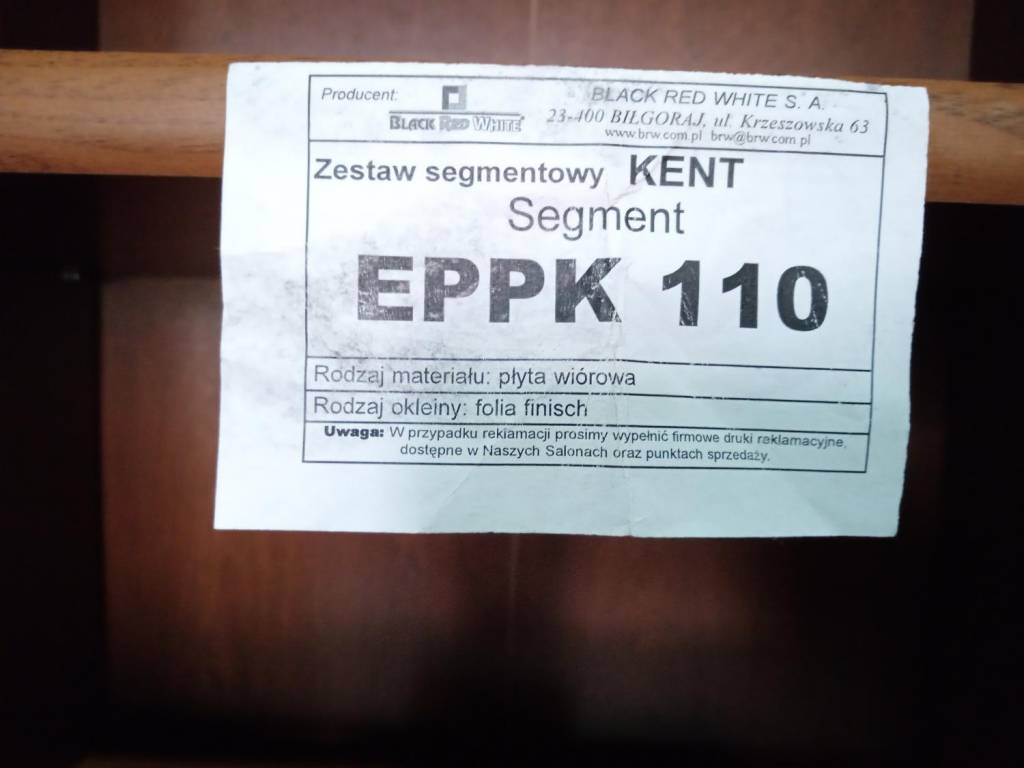 Producent:
BLACK RED WHITE
BLACK RED WHITE S. A.
23-400 BIŁGORAJ, ul. Krzeszowska 63
www.brw.com.pl brw@brw.com.pl
Zestaw segmentowy KENT
Segment
EPPK 110
Rodzaj materiału: płyta wiórowa
Rodzaj okleiny: folia finisch
Uwaga: W przypadku reklamacji prosimy wypełnić firmowe druki reklamacyjne,
dostępne w Naszych Salonach oraz punktach sprzedaży.